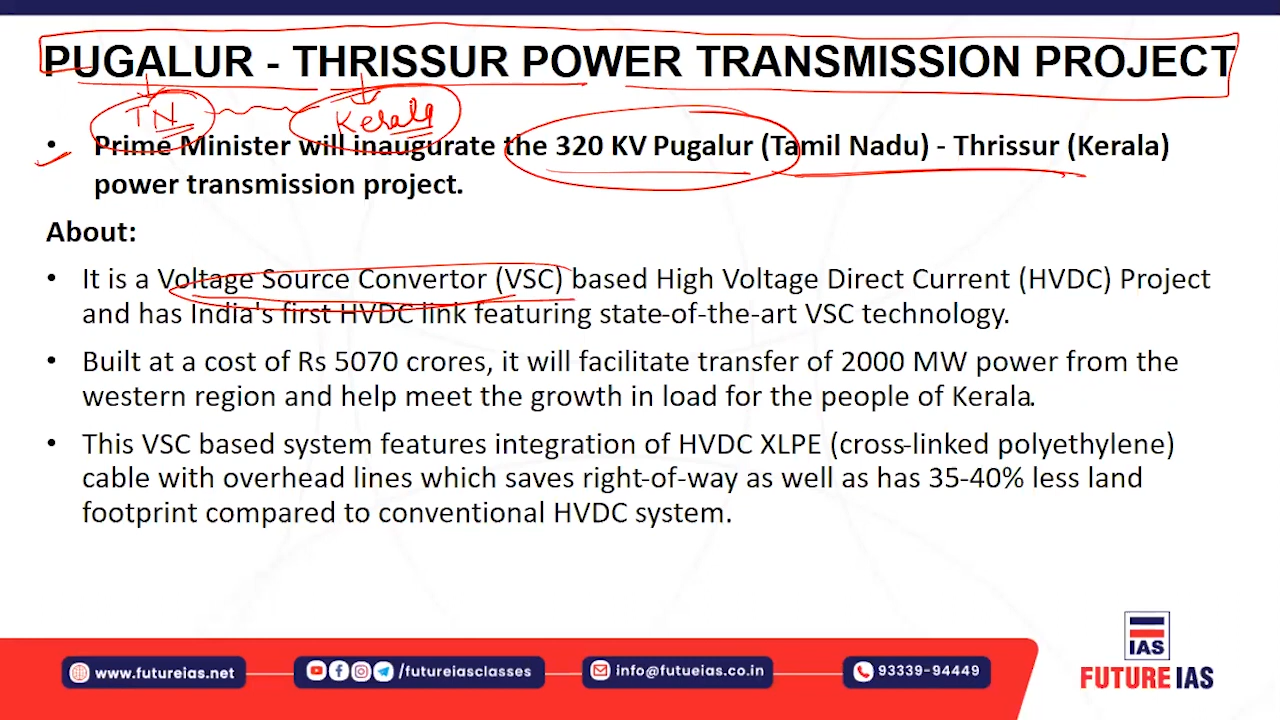 PUGALUR - THRISSUR POWER TRANSMISSION PROJECT
TN Kerala
• Prime Minister will inaugurate the 320 KV Pugalur (Tamil Nadu) - Thrissur (Kerala)
power transmission project.
About:
• It is a Voltage Source Convertor (VSC) based High Voltage Direct Current (HVDC) Project
and has India's first HVDC link featuring state-of-the-art VSC technology.
• Built at a cost of Rs 5070 crores, it will facilitate transfer of 2000 MW power from the
western region and help meet the growth in load for the people of Kerala.
• This VSC based system features integration of HVDC XLPE (cross-linked polyethylene)
cable with overhead lines which saves right-of-way as well as has 35-40% less land
footprint compared to conventional HVDC system.
IAS
www.futureias.net /futureiasclasses info@futueias.co.in 93339-94449 FUTURE IAS